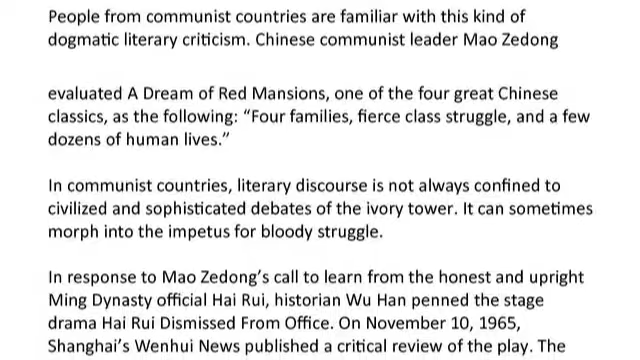 People from communist countries are familiar with this kind of
dogmatic literary criticism. Chinese communist leader Mao Zedong
evaluated A Dream of Red Mansions, one of the four great Chinese
classics, as the following: “Four families, fierce class struggle, and a few
dozens of human lives.”
In communist countries, literary discourse is not always confined to
civilized and sophisticated debates of the ivory tower. It can sometimes
morph into the impetus for bloody struggle.
In response to Mao Zedong’s call to learn from the honest and upright
Ming Dynasty official Hai Rui, historian Wu Han penned the stage
drama Hai Rui Dismissed From Office. On November 10, 1965,
Shanghai’s Wenhui News published a critical review of the play. The